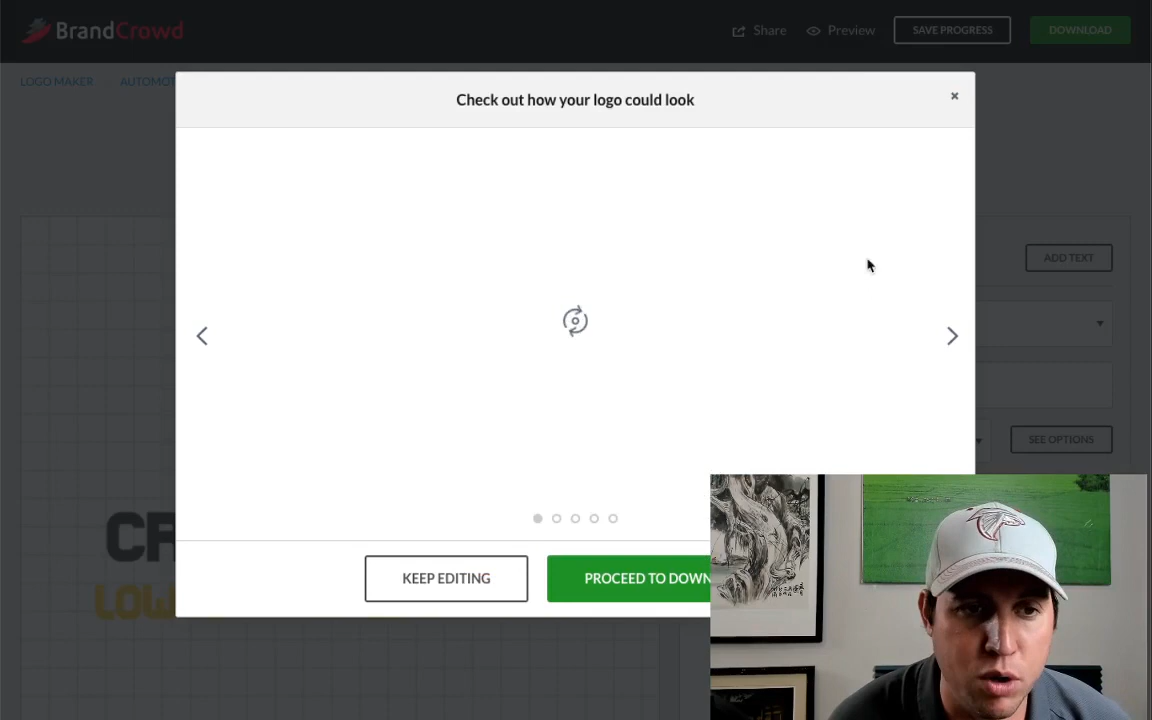 BrandCrowd
Share
Preview
SAVE PROGRESS
DOWNLOAD
LOGO MAKER
Check out how your logo could look
×
ADD TEXT
SEE OPTIONS
KEEP EDITING
PROCEED TO DOWN